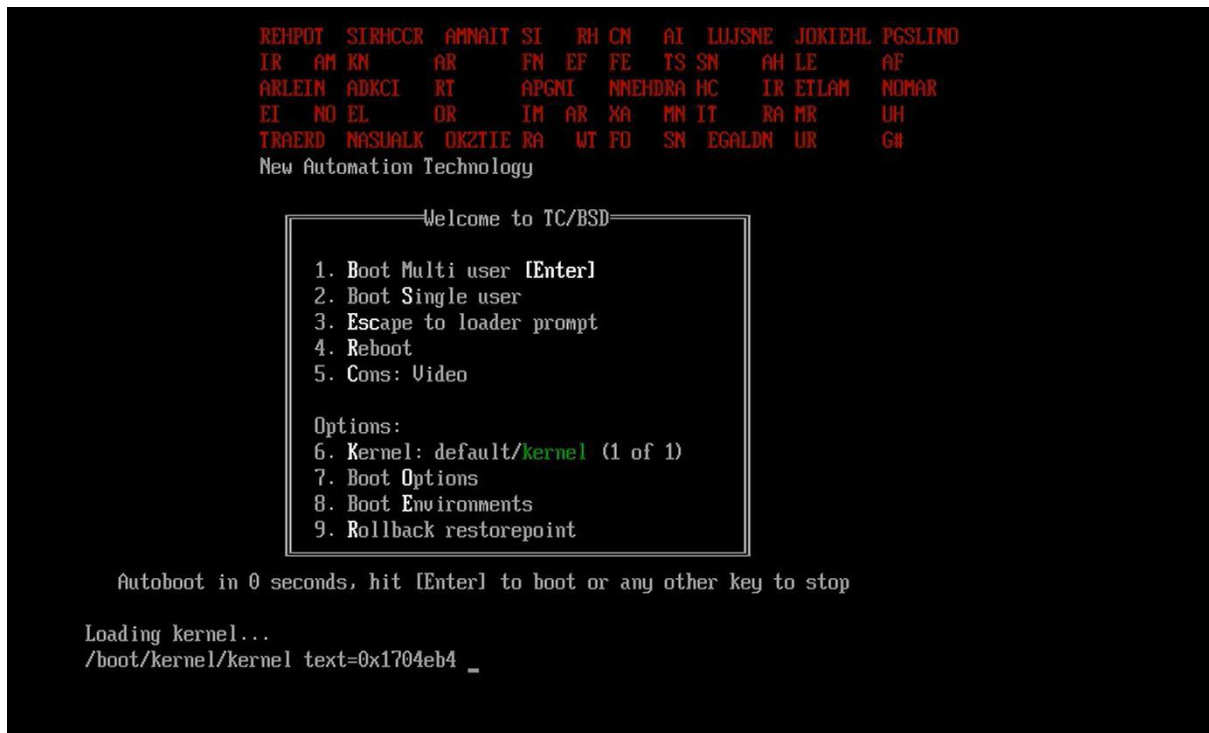 REHPOT SIRHCCR AMNAIT SI RH CN AI LUJSNE JOKIEHL PGSLINO
IR AM KN AR FN EF FE TS SN AH LE AF
ARLEIN ADKCI RT APGNI NNEHDRA HC IR ETLAM NOMAR
EI NO EL OR IM AR XA MN IT RA MR UH
TRAERD NASUALK OKZTIE RA WT FO SN EGALDN UR G#
New Automation Technology
Welcome to TC/BSD
1. Boot Multi user [Enter]
2. Boot Single user
3. Escape to loader prompt
4. Reboot
5. Cons: Video
Options:
6. Kernel: default/kernel (1 of 1)
7. Boot Options
8. Boot Environments
9. Rollback restorepoint
Autoboot in 0 seconds, hit [Enter] to boot or any other key to stop
Loading kernel...
/boot/kernel/kernel text=0x1704eb4 _